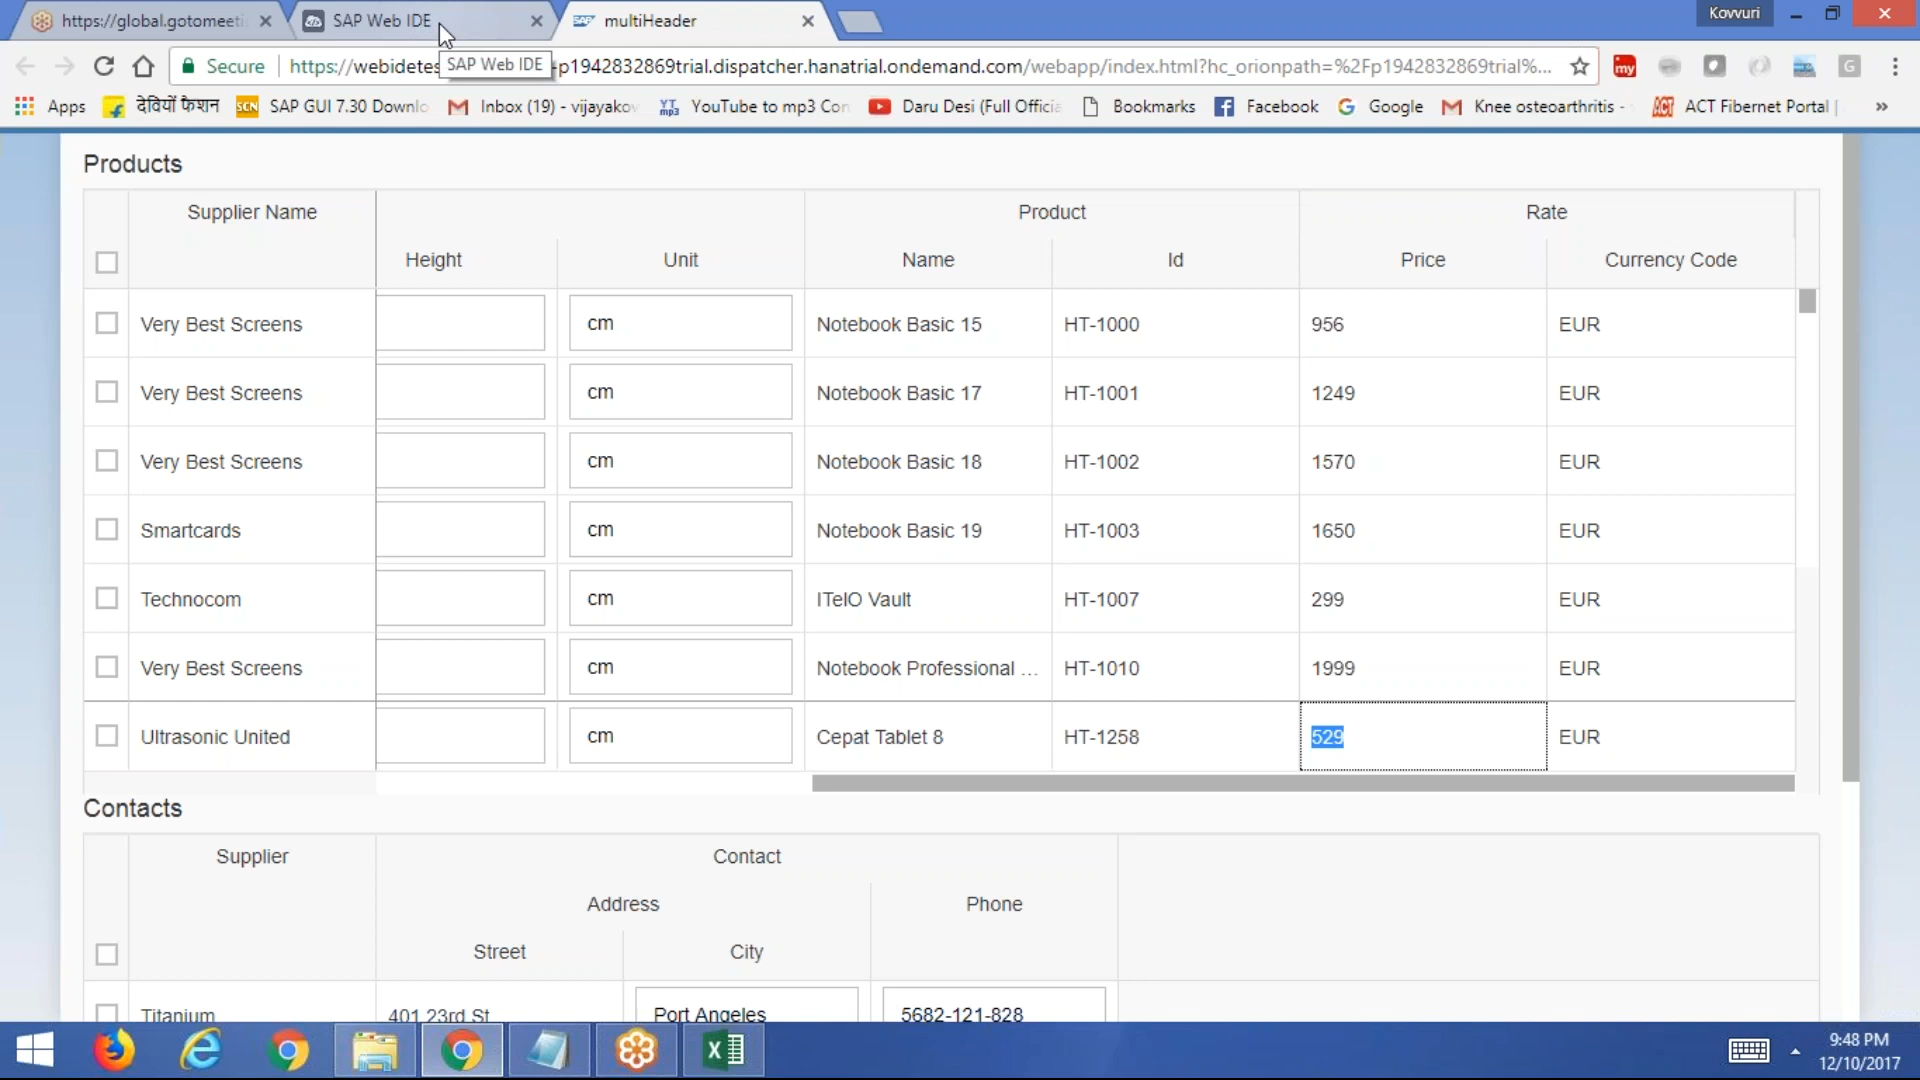 https://global.gotomeeti
SAP Web IDE
SAP multiHeader
Kovvuri
Secure
https://webidetes
SAP Web IDE
p1942832869trial.dispatcher.hanatrial.ondemand.com/webapp/index.html?hc_orionpath=%2Fp1942832869trial%...
my
G
Apps
देवियों फैशन
SCN SAP GUI 7.30 Downlo
Inbox (19) - vijayakov
YT mp3 YouTube to mp3 Con
Daru Desi (Full Officia
Bookmarks
Facebook
Google
Knee osteoarthritis -
ACT ACT Fibernet Portal |
»
Products
Supplier Name Product Rate
Height Unit Name Id Price Currency Code
Very Best Screens cm Notebook Basic 15 HT-1000 956 EUR
Very Best Screens cm Notebook Basic 17 HT-1001 1249 EUR
Very Best Screens cm Notebook Basic 18 HT-1002 1570 EUR
Smartcards cm Notebook Basic 19 HT-1003 1650 EUR
Technocom cm ITelO Vault HT-1007 299 EUR
Very Best Screens cm Notebook Professional ... HT-1010 1999 EUR
Ultrasonic United cm Cepat Tablet 8 HT-1258 529 EUR
Contacts
Supplier Contact
Address Phone
Street City
Titanium 401 23rd St Port Angeles 5682-121-828
9:48 PM
12/10/2017